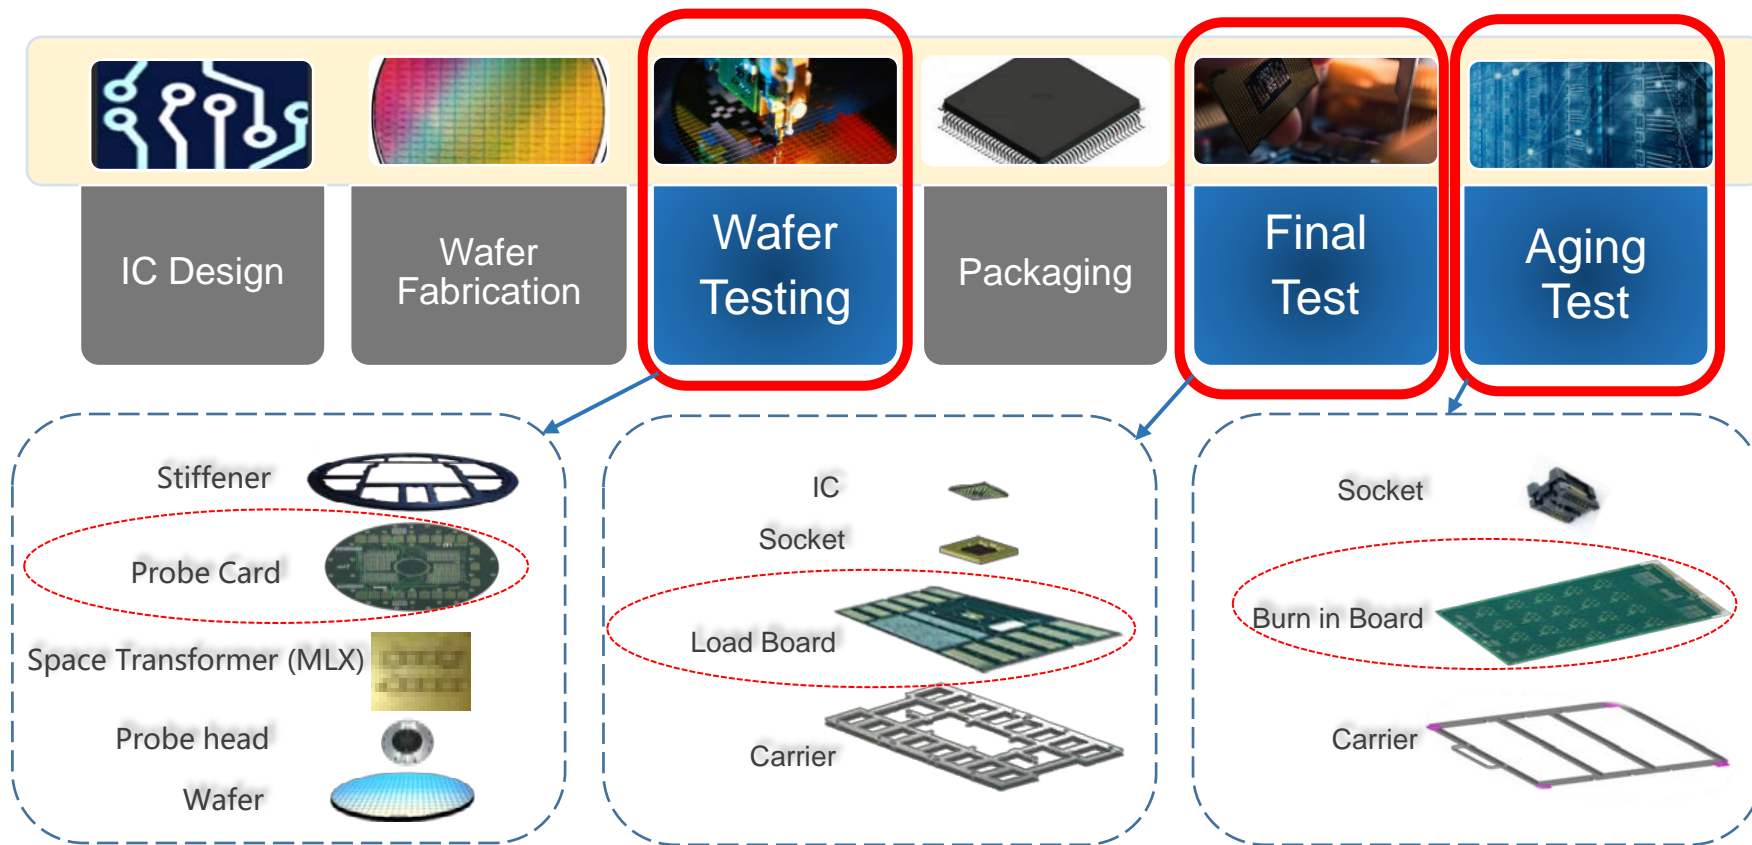 IC Design
Wafer
Fabrication
Wafer
Testing
Packaging
Final
Test
Aging
Test
Stiffener
Probe Card
Space Transformer (MLX)
Probe head
Wafer
IC
Socket
Load Board
Carrier
Socket
Burn in Board
Carrier